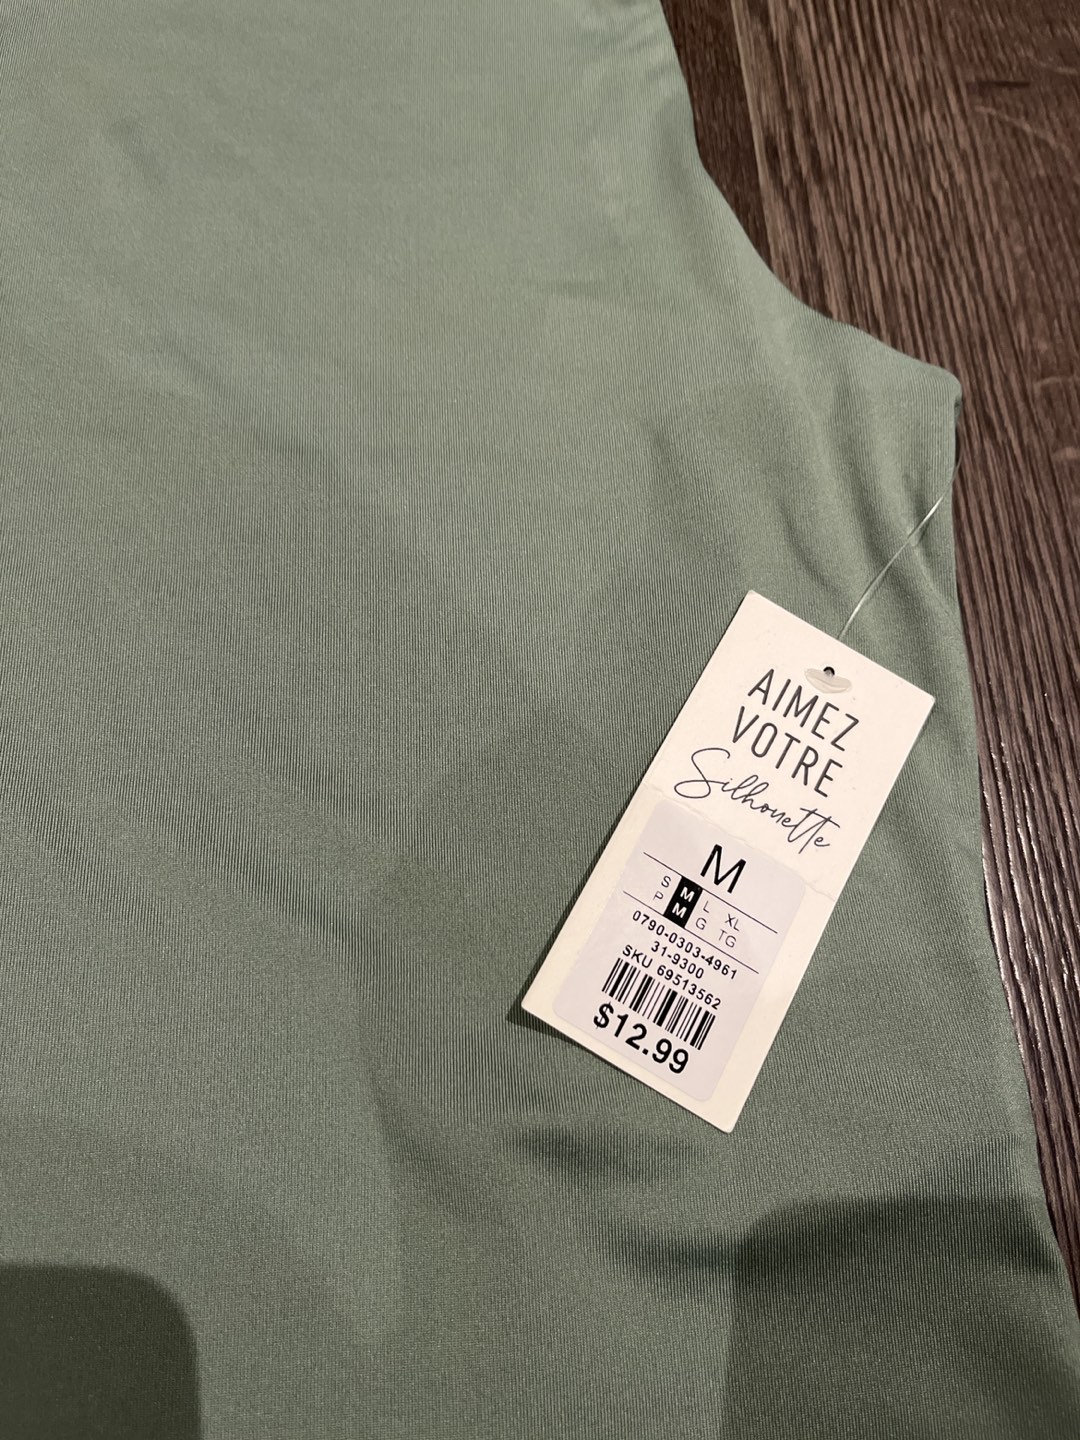 AIMEZ
VOTRE
Silhouette
M
S M L XL
P M G TG
0790-0303-4961
31-9300
SKU 69513562
$12.99